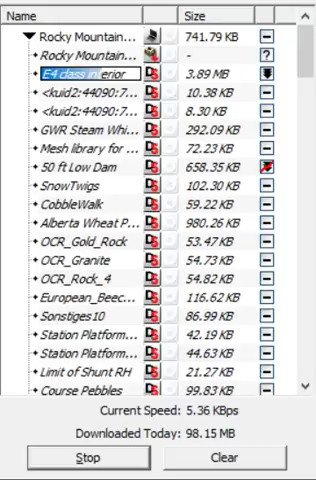 Name Size
Rocky Mountain... 741.79 KB
Rocky Mountain... - ?
E4 class interior 3.89 MB
<kuid2:44090:7... 10.38 KB
<kuid2:44090:7... 8.30 KB
GWR Steam Whi... 292.09 KB
Mesh library for ... 72.23 KB
50 ft Low Dam 658.35 KB
SnowTwigs 102.30 KB
CobbleWalk 59.22 KB
Alberta Wheat P... 980.26 KB
OCR_Gold_Rock 53.47 KB
OCR_Granite 54.73 KB
OCR_Rock_4 54.82 KB
European_Beec... 116.62 KB
Sonstiges10 86.99 KB
Station Platform... 42.19 KB
Station Platform... 44.63 KB
Limit of Shunt RH 21.27 KB
Course Pebbles 99.83 KB
Current Speed: 5.36 KBps
Downloaded Today: 98.15 MB
Stop Clear